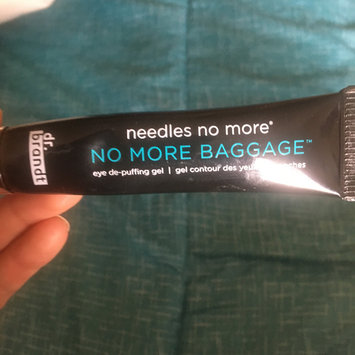 dr.
brandt
needles no more®
NO MORE BAGGAGE™
eye de-puffing gel | gel contour des yeux